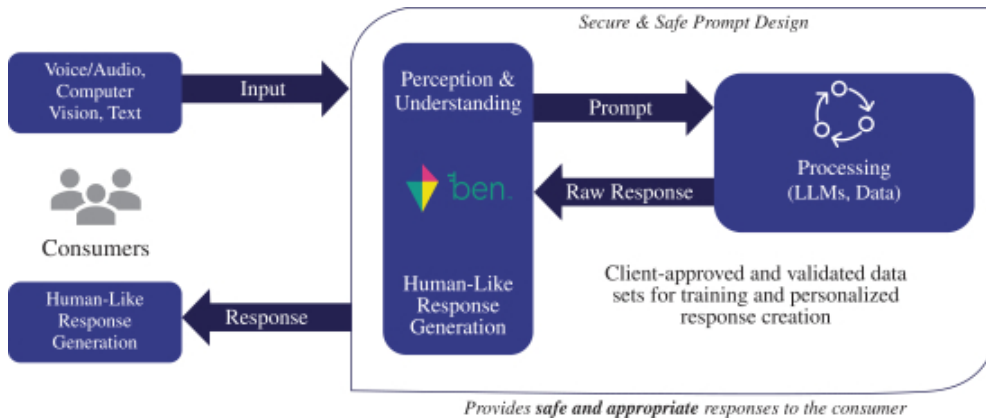 Secure & Safe Prompt Design
Voice/Audio,
Computer
Vision, Text
Input
Perception &
Understanding
Prompt
Processing
(LLMs, Data)
ben
Raw Response
Consumers
Human-Like
Response
Generation
Response
Human-Like
Response
Generation
Client-approved and validated data
sets for training and personalized
response creation
Provides safe and appropriate responses to the consumer